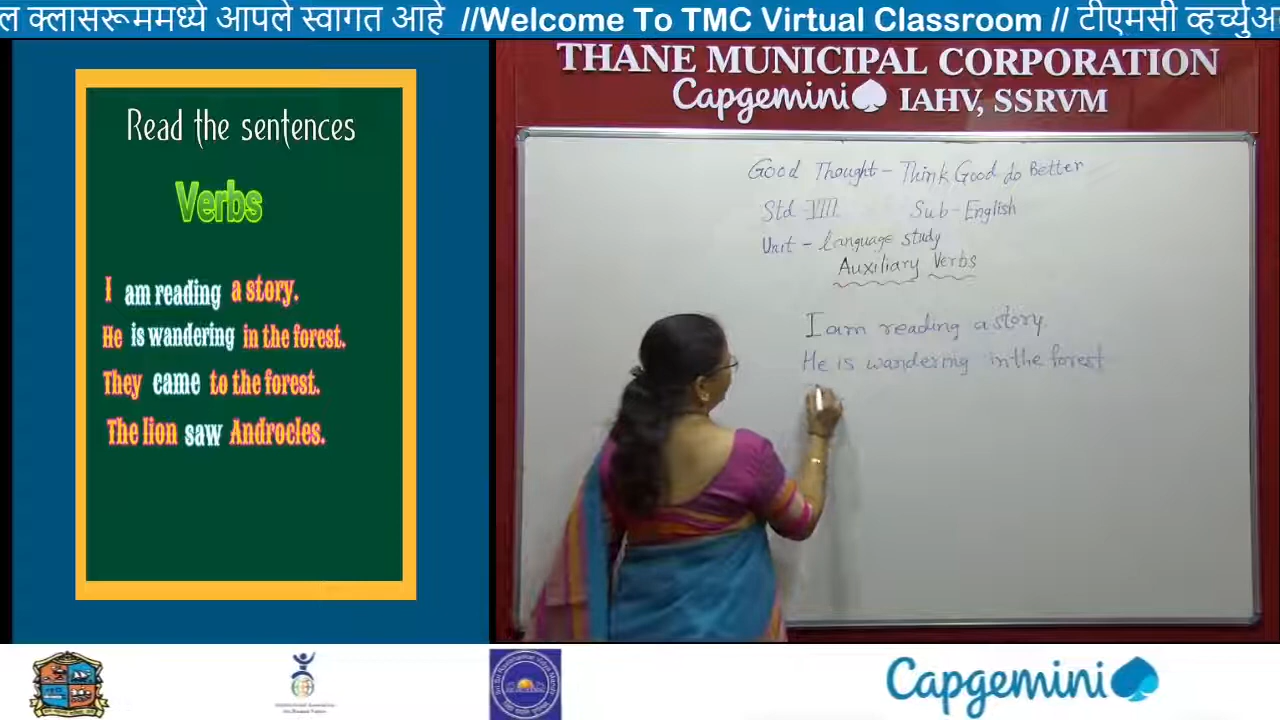 ल क्लासरूममध्ये आपले स्वागत आहे //Welcome To TMC Virtual Classroom // टीएमसी व्हर्च्युअ
Read the sentences
Verbs
I am reading a story.
He is wandering in the forest.
They came to the forest.
The lion saw Androcles.
THANE MUNICIPAL CORPORATION
Capgemini IAHV, SSRVM
Good Thought - Think Good do Better
Std VIII Sub - English
Unit - language study
Auxiliary Verbs
I am reading a story.
He is wandering in the forest
Capgemini